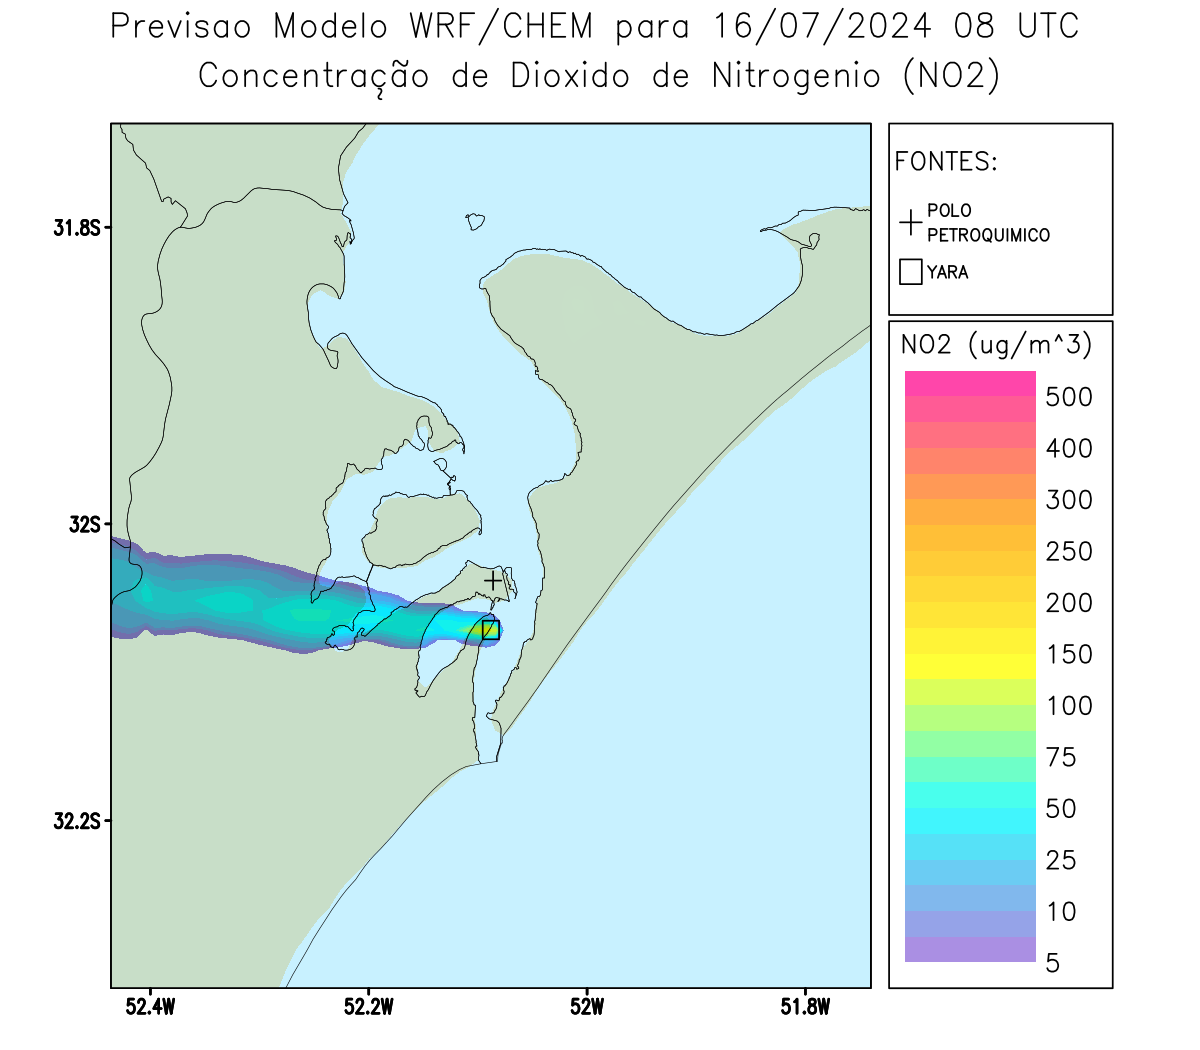 Previsao Modelo WRF/CHEM para 16/07/2024 08 UTC
Concentração de Dioxido de Nitrogenio (NO2)
FONTES:
POLO
PETROQUIMICO
YARA
NO2 (ug/m^3)
500
400
300
250
200
150
100
75
50
25
10
5
31.8S
32S
32.2S
52.4W
52.2W
52W
51.8W